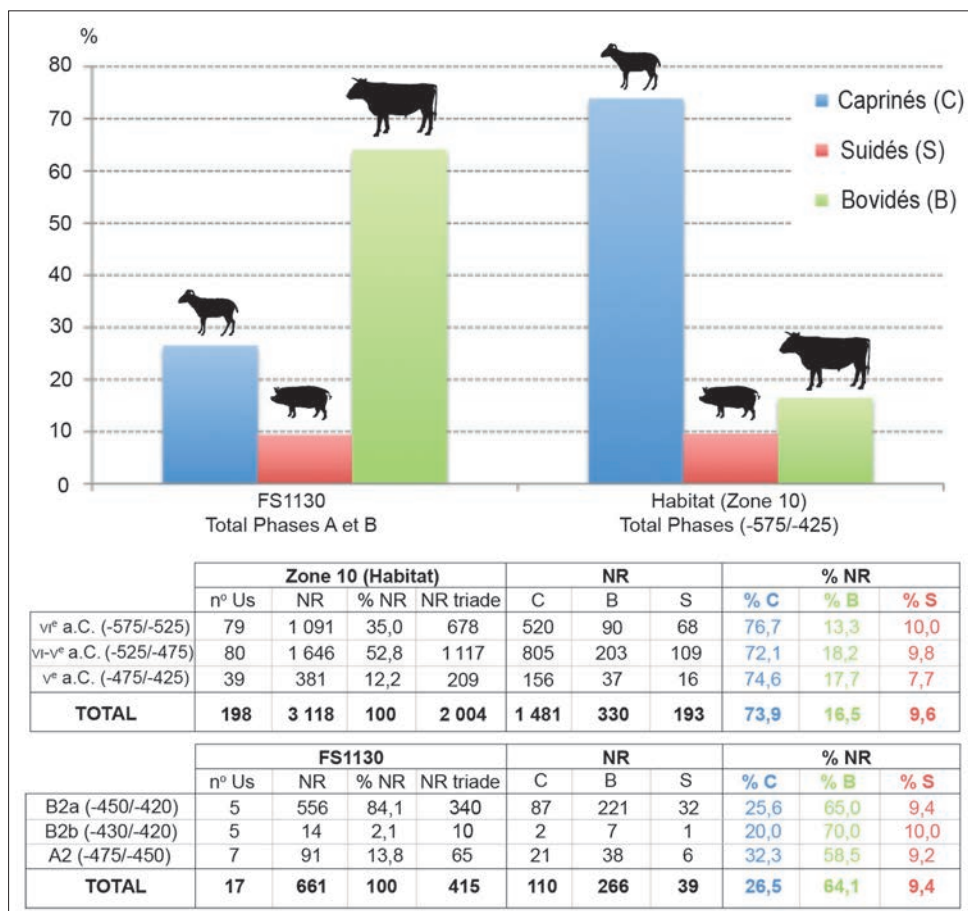 %
80
70
60
50
40
30
20
10
0
Caprinés (C)
Suidés (S)
Bovidés (B)
FS1130 Habitat (Zone 10)
Total Phases A et B Total Phases (-575/-425)
Zone 10 (Habitat) NR % NR
nº Us NR % NR NR triade C B S % C % B % S
VIᵉ a.C. (-575/-525) 79 1 091 35,0 678 520 90 68 76,7 13,3 10,0
VI-Vᵉ a.C. (-525/-475) 80 1 646 52,8 1 117 805 203 109 72,1 18,2 9,8
Vᵉ a.C. (-475/-425) 39 381 12,2 209 156 37 16 74,6 17,7 7,7
TOTAL 198 3 118 100 2 004 1 481 330 193 73,9 16,5 9,6
FS1130 NR % NR
nº Us NR % NR NR triade C B S % C % B % S
B2a (-450/-420) 5 556 84,1 340 87 221 32 25,6 65,0 9,4
B2b (-430/-420) 5 14 2,1 10 2 7 1 20,0 70,0 10,0
A2 (-475/-450) 7 91 13,8 65 21 38 6 32,3 58,5 9,2
TOTAL 17 661 100 415 110 266 39 26,5 64,1 9,4